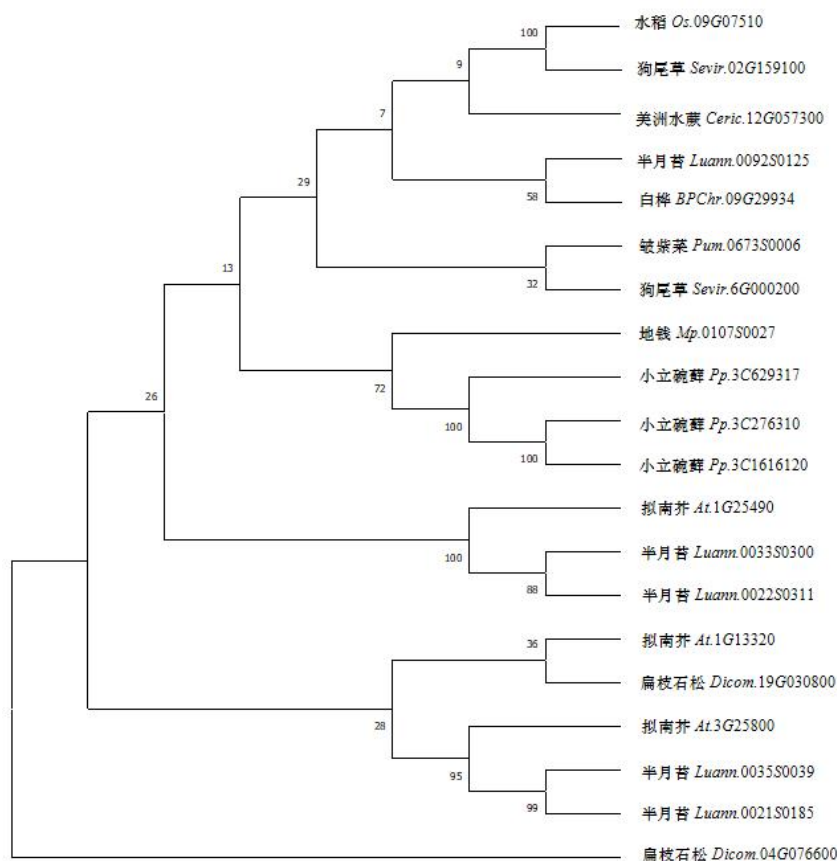 水稻 Os.09G07510
100
狗尾草 Sevir.02G159100
9
美洲水蕨 Ceric.12G057300
7
半月苔 Luann.0092S0125
58
白桦 BPChr.09G29934
29
皱紫菜 Pum.0673S0006
32
狗尾草 Sevir.6G000200
13
地钱 Mp.0107S0027
72
小立碗藓 Pp.3C629317
100
小立碗藓 Pp.3C276310
100
小立碗藓 Pp.3C1616120
26
拟南芥 At.1G25490
100
半月苔 Luann.0033S0300
88
半月苔 Luann.0022S0311
拟南芥 At.1G13320
36
扁枝石松 Dicom.19G030800
28
拟南芥 At.3G25800
95
半月苔 Luann.0035S0039
99
半月苔 Luann.0021S0185
扁枝石松 Dicom.04G076600